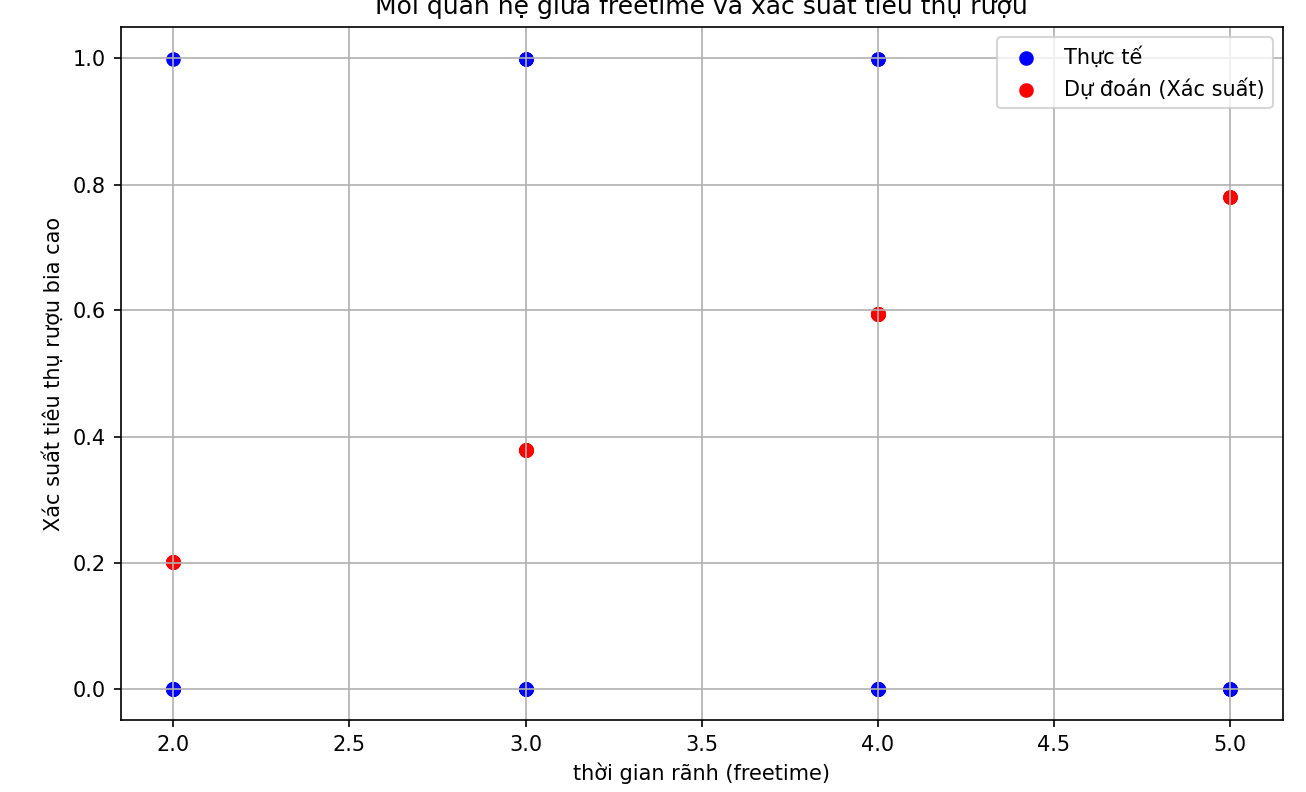 Mối quan hệ giữa freetime và xác suất tiêu thụ rượu
Thực tế
Dự đoán (Xác suất)
Xác suất tiêu thụ rượu bia cao
1.0
0.8
0.6
0.4
0.2
0.0
2.0 2.5 3.0 3.5 4.0 4.5 5.0
thời gian rãnh (freetime)